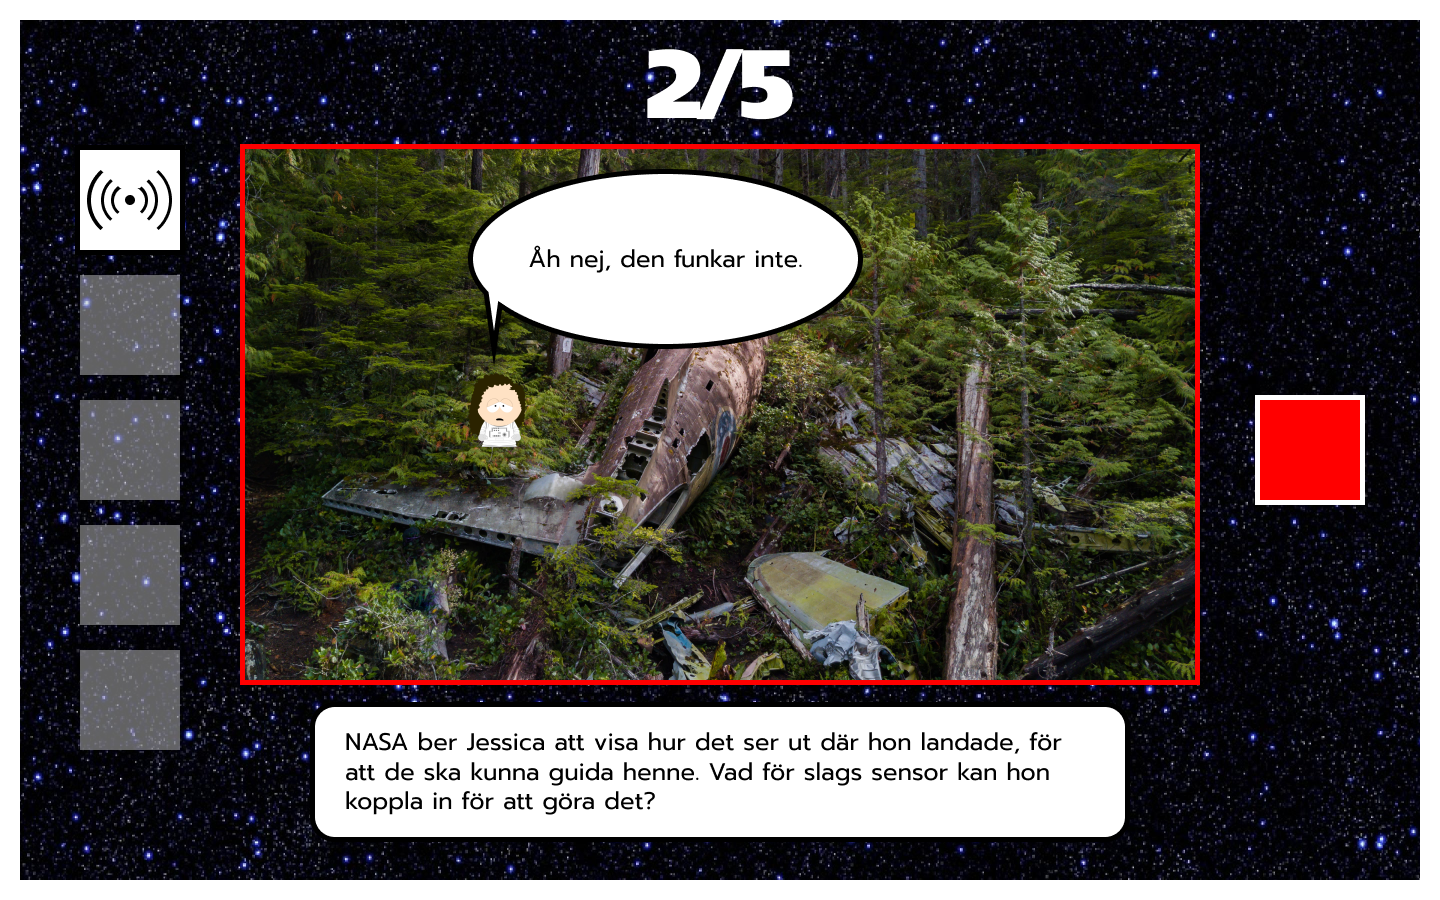 2/5
Åh nej, den funkar inte.
NASA ber Jessica att visa hur det ser ut där hon landade, för
att de ska kunna guida henne. Vad för slags sensor kan hon
koppla in för att göra det?